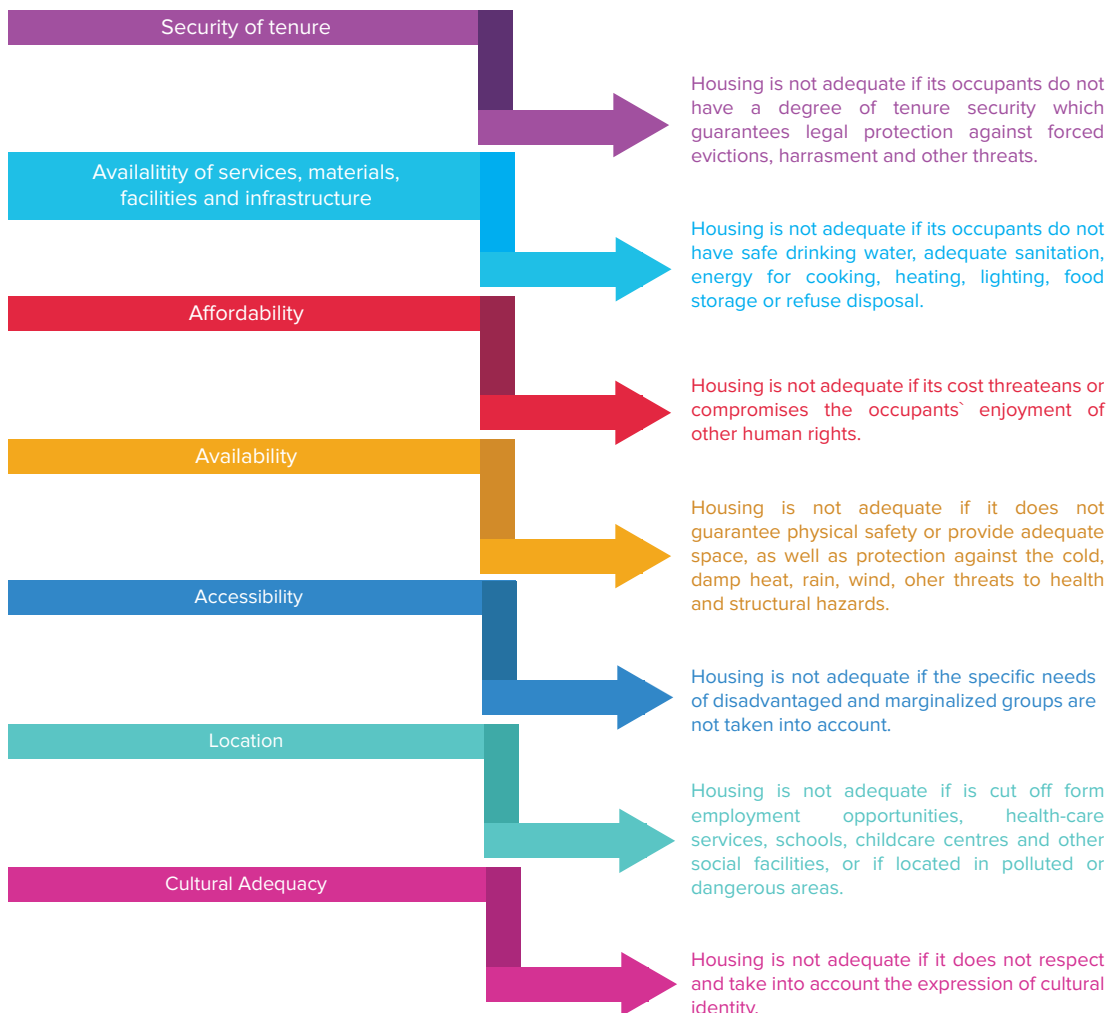 Security of tenure
Housing is not adequate if its occupants do not
have a degree of tenure security which
guarantees legal protection against forced
evictions, harrasment and other threats.
Availaitity of services, materials,
facilities and infrastructure
Housing is not adequate if its occupants do not
have safe drinking water, adequate sanitation,
energy for cooking, heating, lighting, food
storage or refuse disposal.
Affordability
Housing is not adequate if its cost threateans or
compromises the occupants` enjoyment of
other human rights.
Availability
Housing is not adequate if it does not
guarantee physical safety or provide adequate
space, as well as protection against the cold,
damp heat, rain, wind, oher threats to health
and structural hazards.
Accessibility
Housing is not adequate if the specific needs
of disadvantaged and marginalized groups are
not taken into account.
Location
Housing is not adequate if is cut off form
employment opportunities, health-care
services, schools, childcare centres and other
social facilities, or if located in polluted or
dangerous areas.
Cultural Adequacy
Housing is not adequate if it does not respect
and take into account the expression of cultural
identity.